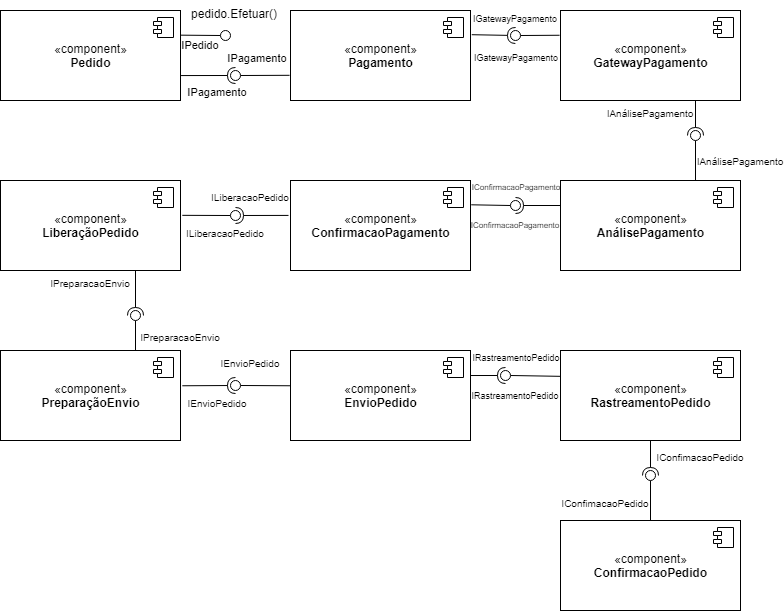 pedido.Efetuar()
IPedido
IPagamento
IPagamento
«component»
Pedido
«component»
Pagamento
IGatewayPagamento
IGatewayPagamento
«component»
GatewayPagamento
IAnálisePagamento
IAnálisePagamento
«component»
LiberaçãoPedido
ILiberacaoPedido
ILiberacaoPedido
«component»
ConfirmacaoPagamento
IConfirmacaoPagamento
IConfirmacaoPagamento
«component»
AnálisePagamento
IPreparacaoEnvio
IPreparacaoEnvio
«component»
PreparaçãoEnvio
IEnvioPedido
IEnvioPedido
«component»
EnvioPedido
IRastreamentoPedido
IRastreamentoPedido
«component»
RastreamentoPedido
IConfimacaoPedido
IConfimacaoPedido
«component»
ConfirmacaoPedido